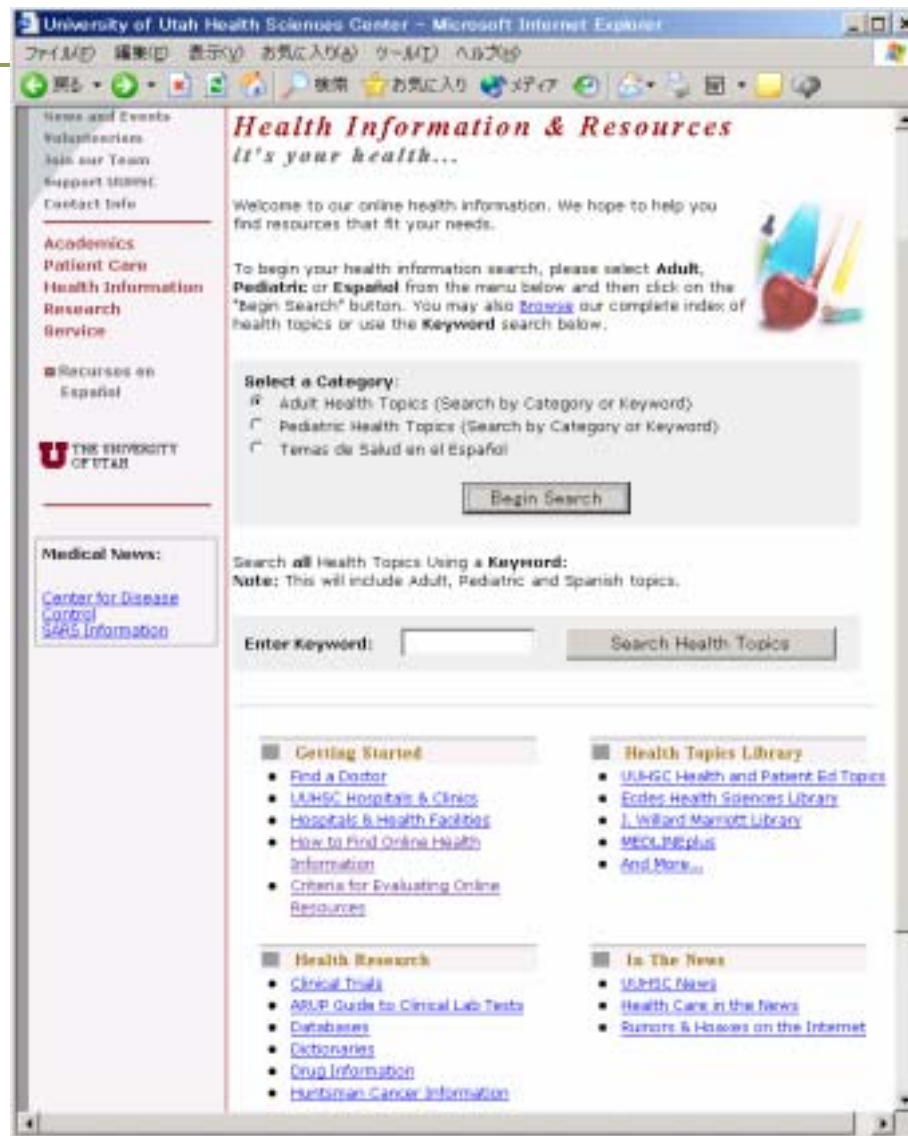 University of Utah Health Sciences Center - Microsoft Internet Explorer
ファイル(F) 編集(E) 表示(V) お気に入り(A) ツール(T) ヘルプ(H)
戻る 検索 お気に入り メディア
News and Events
Volunteerism
Join our Team
Support UUHSC
Contact Info
Academics
Patient Care
Health Information
Research
Service
Recursos en
Español
U THE UNIVERSITY
OF UTAH
Medical News:
Center for Disease
Control
SARS Information
Health Information & Resources
it's your health...
Welcome to our online health information. We hope to help you
find resources that fit your needs.
To begin your health information search, please select Adult,
Pediatric or Español from the menu below and then click on the
"Begin Search" button. You may also Browse our complete index of
health topics or use the Keyword search below.
Select a Category:
Adult Health Topics (Search by Category or Keyword)
Pediatric Health Topics (Search by Category or Keyword)
Temas de Salud en el Español
Begin Search
Search all Health Topics Using a Keyword:
Note: This will include Adult, Pediatric and Spanish topics.
Enter Keyword: Search Health Topics
Getting Started
Find a Doctor
UUHSC Hospitals & Clinics
Hospitals & Health Facilities
How to Find Online Health
Information
Criteria for Evaluating Online
Resources
Health Topics Library
UUHSC Health and Patient Ed Topics
Eccles Health Sciences Library
J. Willard Marriott Library
MEDLINEplus
And More...
Health Research
Clinical Trials
ARUP Guide to Clinical Lab Tests
Databases
Dictionaries
Drug Information
Huntsman Cancer Information
In The News
UUHSC News
Health Care in the News
Rumors & Hoaxes on the Internet